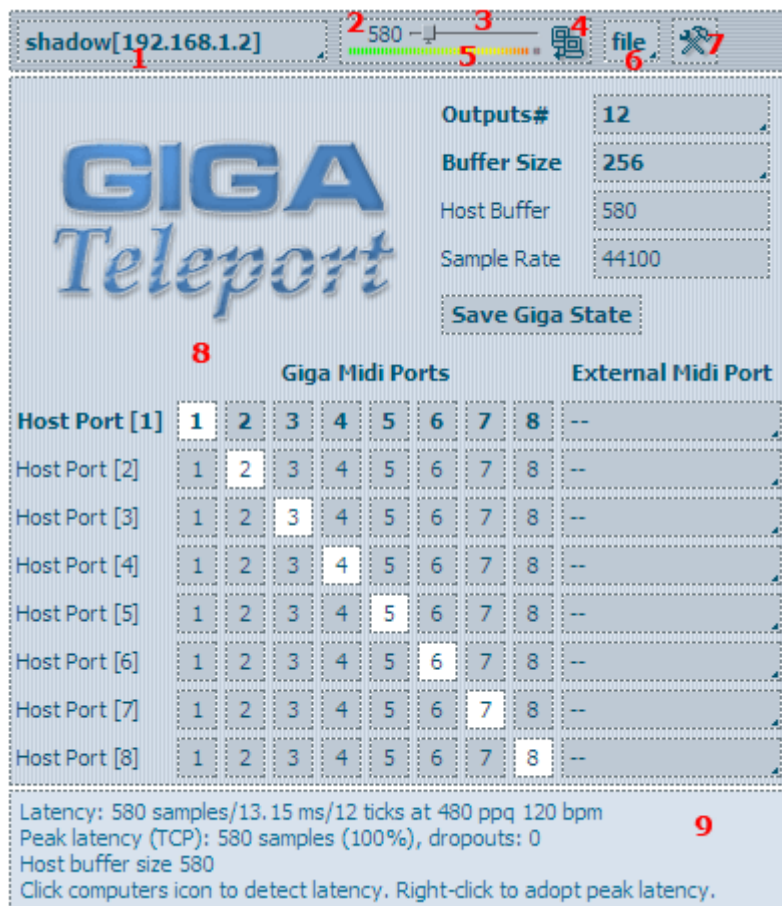 shadow[192.168.1.2]
1
2
580
3
4
5
file
6
7
GIGA
Teleport
Outputs# 12
Buffer Size 256
Host Buffer 580
Sample Rate 44100
Save Giga State
8
Giga Midi Ports External Midi Port
Host Port [1] 1 2 3 4 5 6 7 8 --
Host Port [2] 1 2 3 4 5 6 7 8 --
Host Port [3] 1 2 3 4 5 6 7 8 --
Host Port [4] 1 2 3 4 5 6 7 8 --
Host Port [5] 1 2 3 4 5 6 7 8 --
Host Port [6] 1 2 3 4 5 6 7 8 --
Host Port [7] 1 2 3 4 5 6 7 8 --
Host Port [8] 1 2 3 4 5 6 7 8 --
Latency: 580 samples/13.15 ms/12 ticks at 480 ppq 120 bpm
Peak latency (TCP): 580 samples (100%), dropouts: 0
9
Host buffer size 580
Click computers icon to detect latency. Right-click to adopt peak latency.